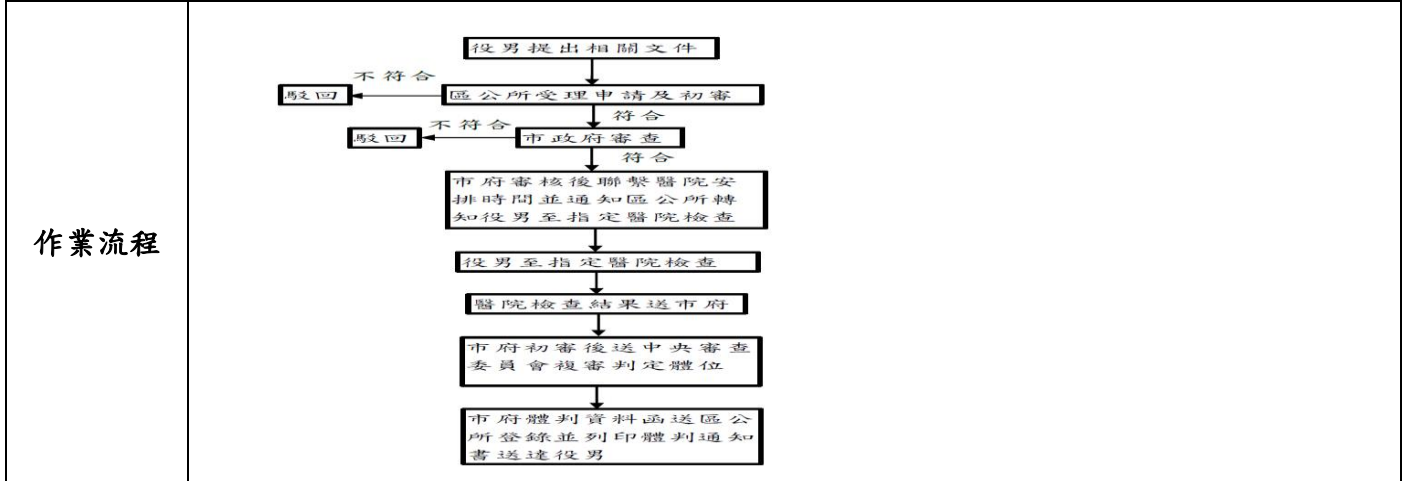 作業流程
役男提出相關文件
不符合
駁回
區公所受理申請及初審
符合
不符合
駁回
市政府審查
符合
市府審核後聯繫醫院安
排時間並通知區公所轉
知役男至指定醫院檢查
役男至指定醫院檢查
醫院檢查結果送市府
市府初審後送中央審查
委員會複審判定體位
市府體判資料函送區公
所登錄並列印體判通知
書送達役男